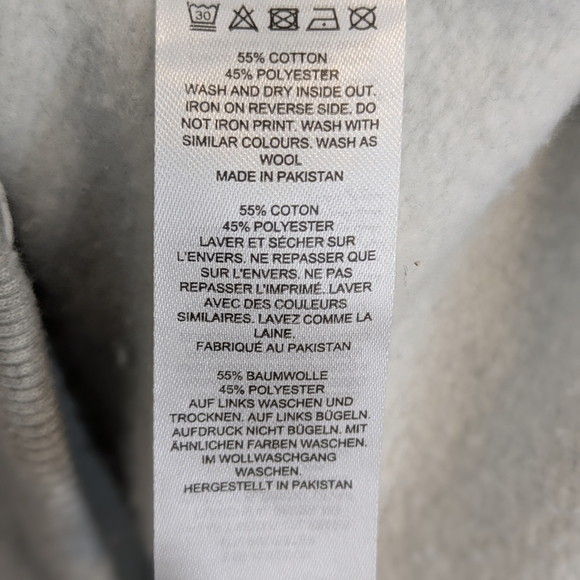 30
55% COTTON
45% POLYESTER
WASH AND DRY INSIDE OUT.
IRON ON REVERSE SIDE. DO
NOT IRON PRINT. WASH WITH
SIMILAR COLOURS. WASH AS
WOOL
MADE IN PAKISTAN
55% COTON
45% POLYESTER
LAVER ET SÉCHER SUR
L'ENVERS. NE REPASSER QUE
SUR L'ENVERS. NE PAS
REPASSER L'IMPRIMÉ. LAVER
AVEC DES COULEURS
SIMILAIRES. LAVEZ COMME LA
LAINE.
FABRIQUÉ AU PAKISTAN
55% BAUMWOLLE
45% POLYESTER
AUF LINKS WASCHEN UND
TROCKNEN. AUF LINKS BÜGELN.
AUFDRUCK NICHT BÜGELN. MIT
ÄHNLICHEN FARBEN WASCHEN.
IM WOLLWASCHGANG
WASCHEN.
HERGESTELLT IN PAKISTAN